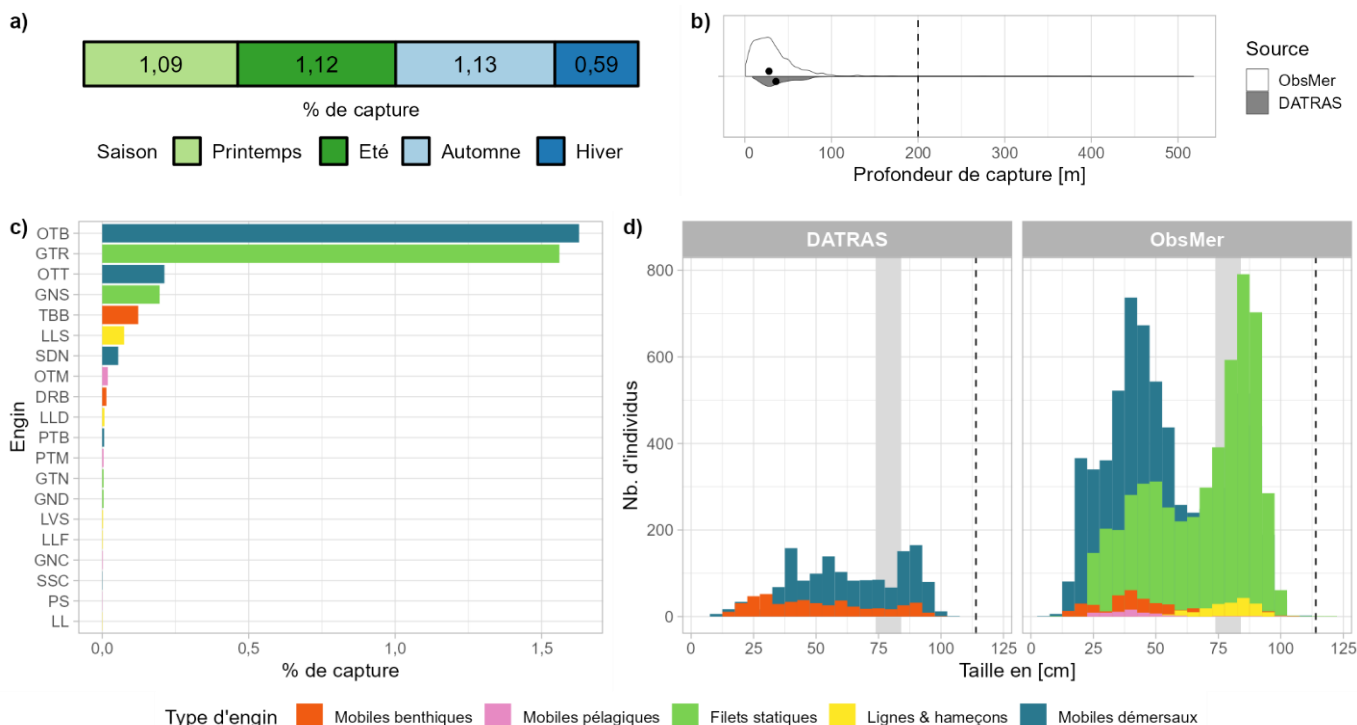 a)
1,09 1,12 1,13 0,59
% de capture
Saison Printemps Eté Automne Hiver
b)
0 100 200 300 400 500
Profondeur de capture [m]
Source
ObsMer
DATRAS
c)
Engin
OTB
GTR
OTT
GNS
TBB
LLS
SDN
OTM
DRB
LLD
PTB
PTM
GTN
GND
LVS
LLF
GNC
SSC
PS
LL
0,0 0,5 1,0 1,5
% de capture
d)
DATRAS ObsMer
Nb. d'individus
800
600
400
200
0
0 25 50 75 100 125 0 25 50 75 100 125
Taille en [cm]
Type d'engin Mobiles benthiques Mobiles pélagiques Filets statiques Lignes & hameçons Mobiles démersaux